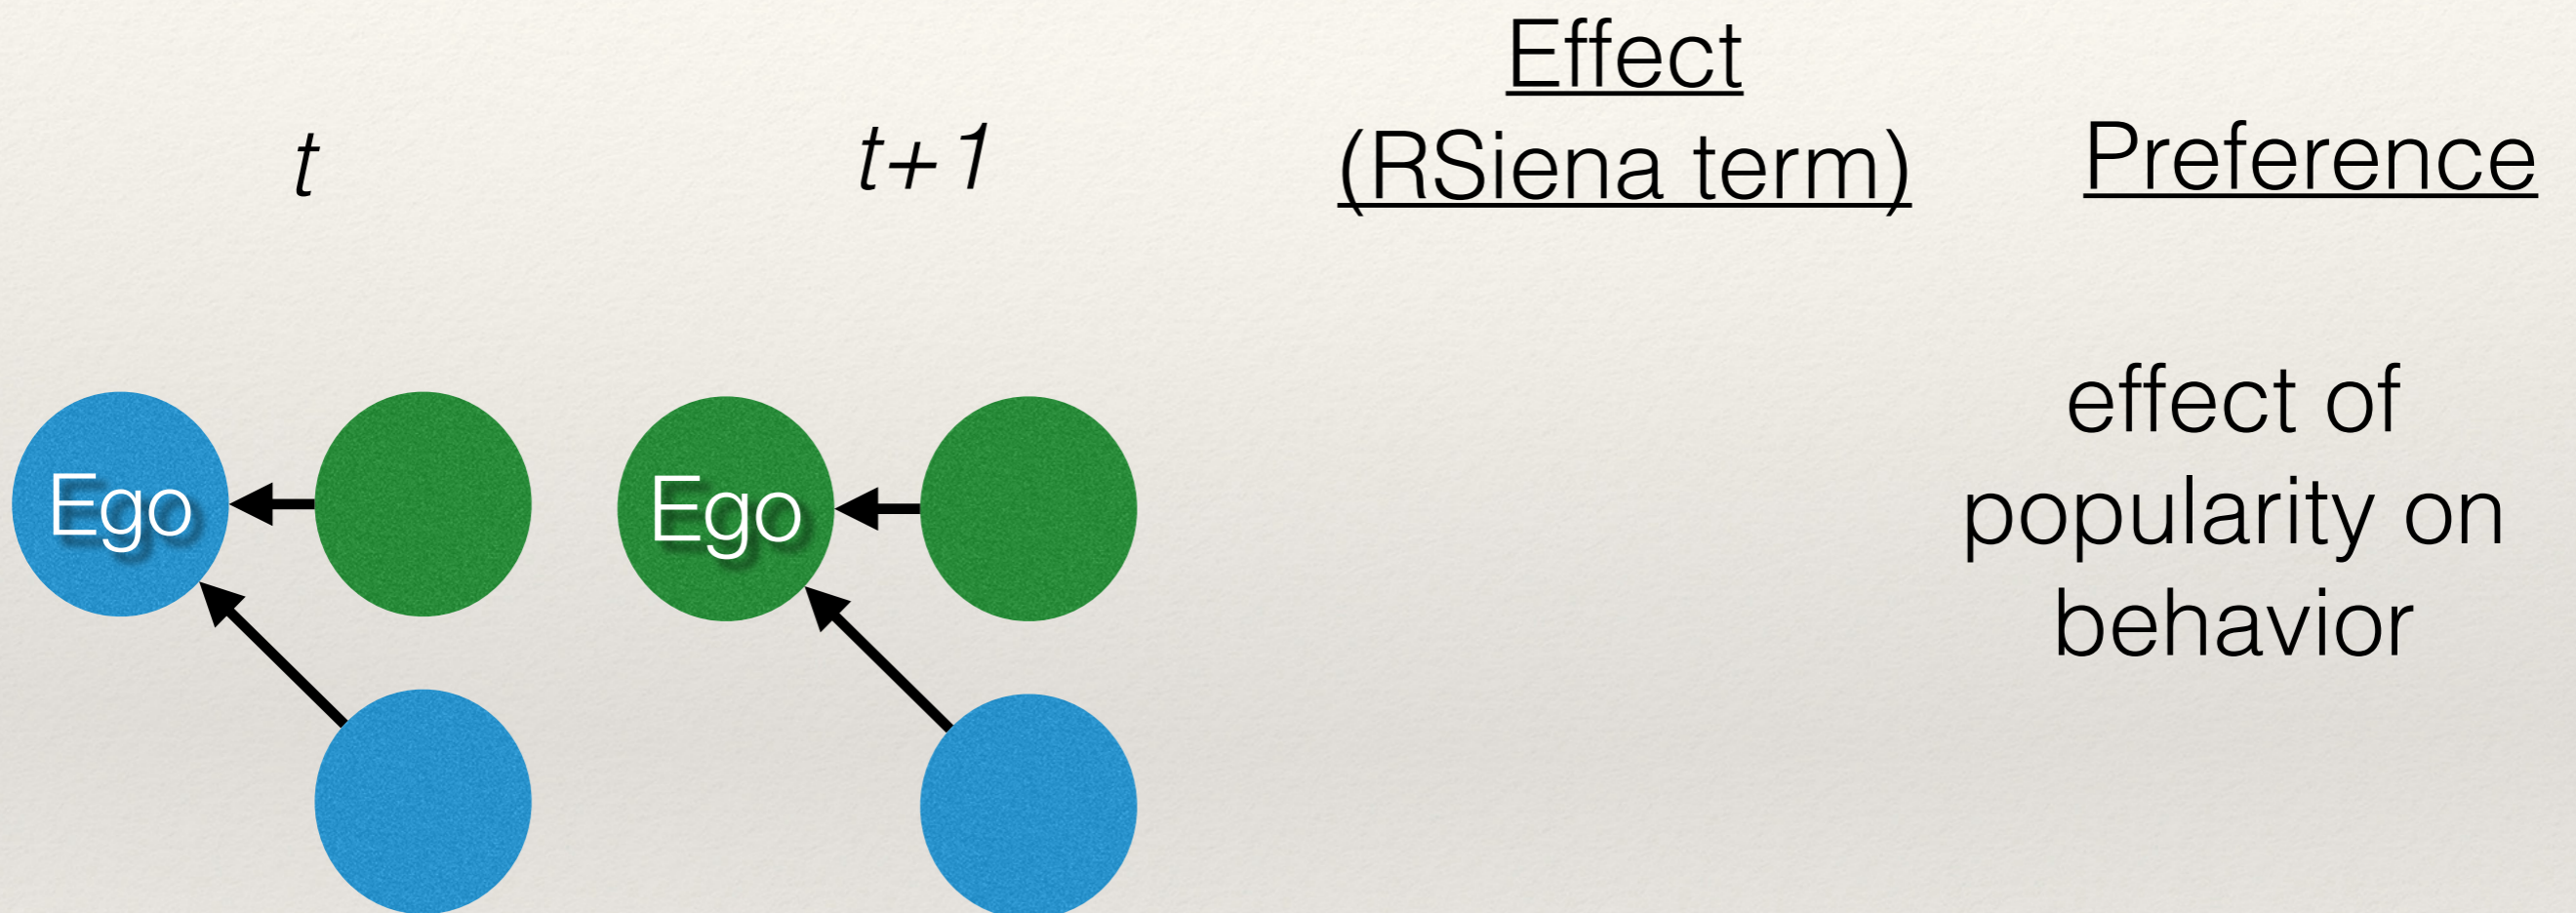 t
t+1
Effect
(RSiena term)
Preference
Ego
Ego
effect of
popularity on
behavior